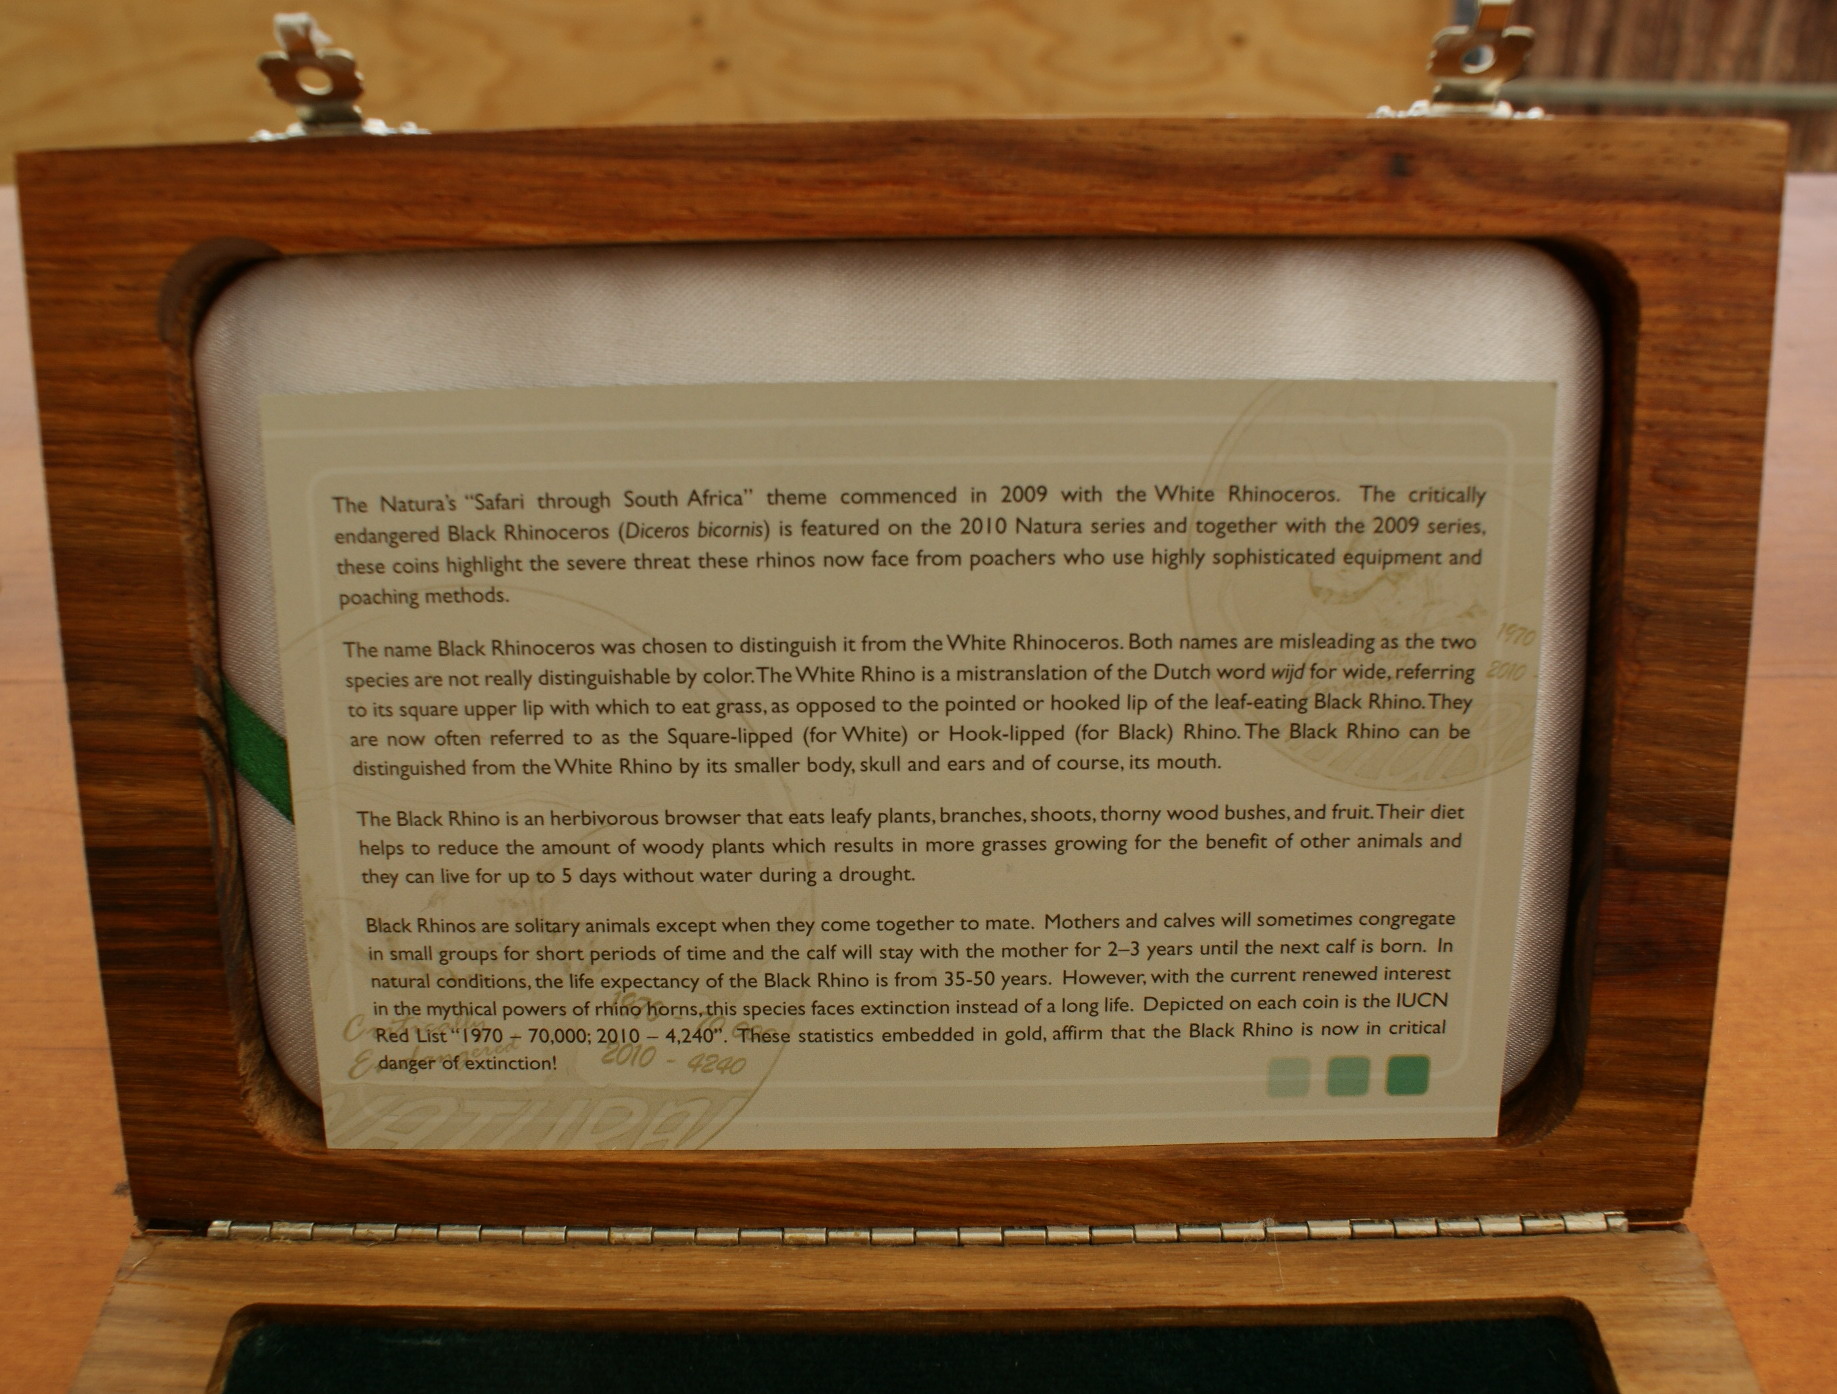 The Natura's “Safari through South Africa” theme commenced in 2009 with the White Rhinoceros. The critically
endangered Black Rhinoceros (Diceros bicornis) is featured on the 2010 Natura series and together with the 2009 series,
these coins highlight the severe threat these rhinos now face from poachers who use highly sophisticated equipment and
poaching methods.
The name Black Rhinoceros was chosen to distinguish it from the White Rhinoceros. Both names are misleading as the two
species are not really distinguishable by color. The White Rhino is a mistranslation of the Dutch word wijd for wide, referring
to its square upper lip with which to eat grass, as opposed to the pointed or hooked lip of the leaf-eating Black Rhino. They
are now often referred to as the Square-lipped (for White) or Hook-lipped (for Black) Rhino. The Black Rhino can be
distinguished from the White Rhino by its smaller body, skull and ears and of course, its mouth.
The Black Rhino is an herbivorous browser that eats leafy plants, branches, shoots, thorny wood bushes, and fruit. Their diet
helps to reduce the amount of woody plants which results in more grasses growing for the benefit of other animals and
they can live for up to 5 days without water during a drought.
Black Rhinos are solitary animals except when they come together to mate. Mothers and calves will sometimes congregate
in small groups for short periods of time and the calf will stay with the mother for 2–3 years until the next calf is born. In
natural conditions, the life expectancy of the Black Rhino is from 35-50 years. However, with the current renewed interest
in the mythical powers of rhino horns, this species faces extinction instead of a long life. Depicted on each coin is the IUCN
Red List “1970 – 70,000; 2010 – 4,240”. These statistics embedded in gold, affirm that the Black Rhino is now in critical
danger of extinction!
1970
2010 -
Critically
Endangered
1970 - 70 000
2010 - 4240
NATURA